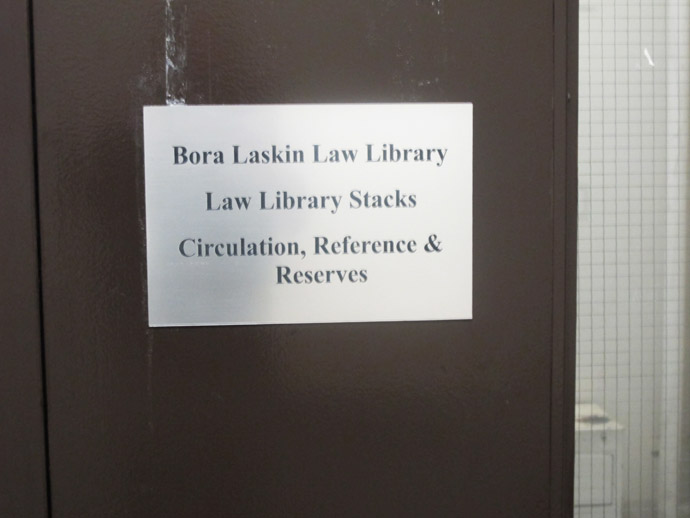 Bora Laskin Law Library
Law Library Stacks
Circulation, Reference &
Reserves